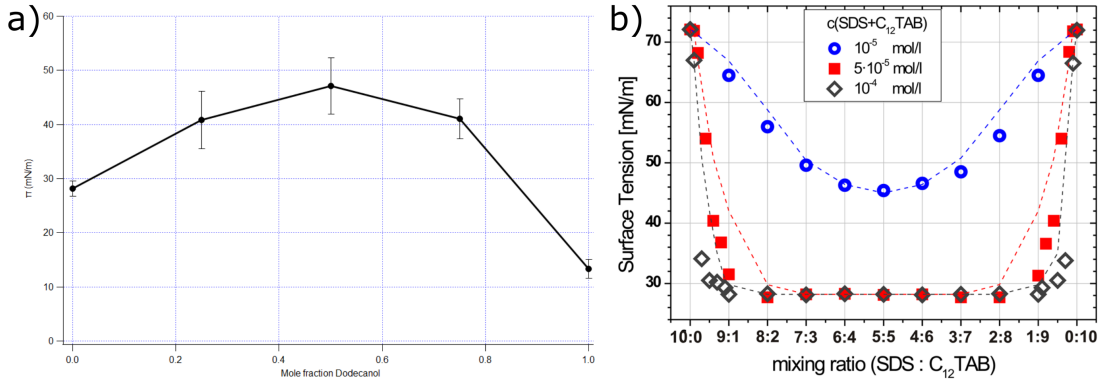 a)
60
50
40
30
20
10
0
π (mN/m)
0.0 0.2 0.4 0.6 0.8 1.0
Mole fraction Dodecanol
b)
c(SDS+C₁₂TAB)
10⁻⁵ mol/l
5·10⁻⁵ mol/l
10⁻⁴ mol/l
70
60
50
40
30
Surface Tension [mN/m]
10:0 9:1 8:2 7:3 6:4 5:5 4:6 3:7 2:8 1:9 0:10
mixing ratio (SDS : C₁₂TAB)